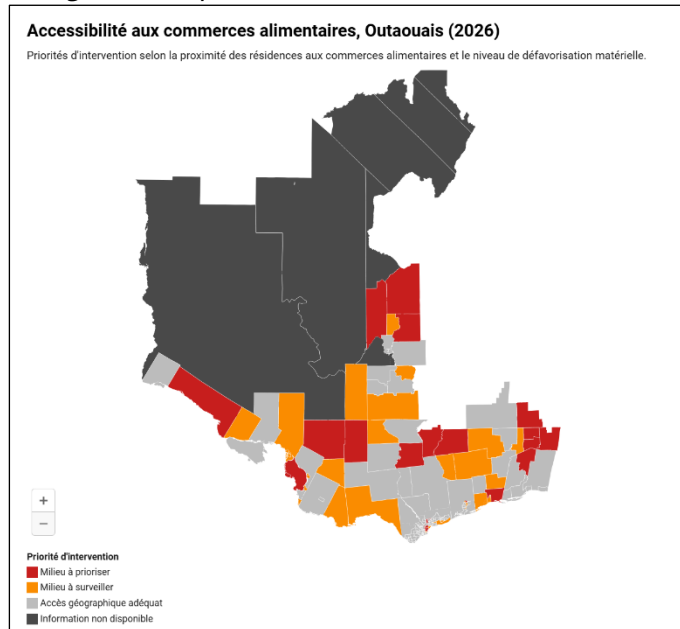 Accessibilité aux commerces alimentaires, Outaouais (2026)
Priorités d'intervention selon la proximité des résidences aux commerces alimentaires et le niveau de défavorisation matérielle.
+
−
Priorité d'intervention
Milieu à prioriser
Milieu à surveiller
Accès géographique adéquat
Information non disponible